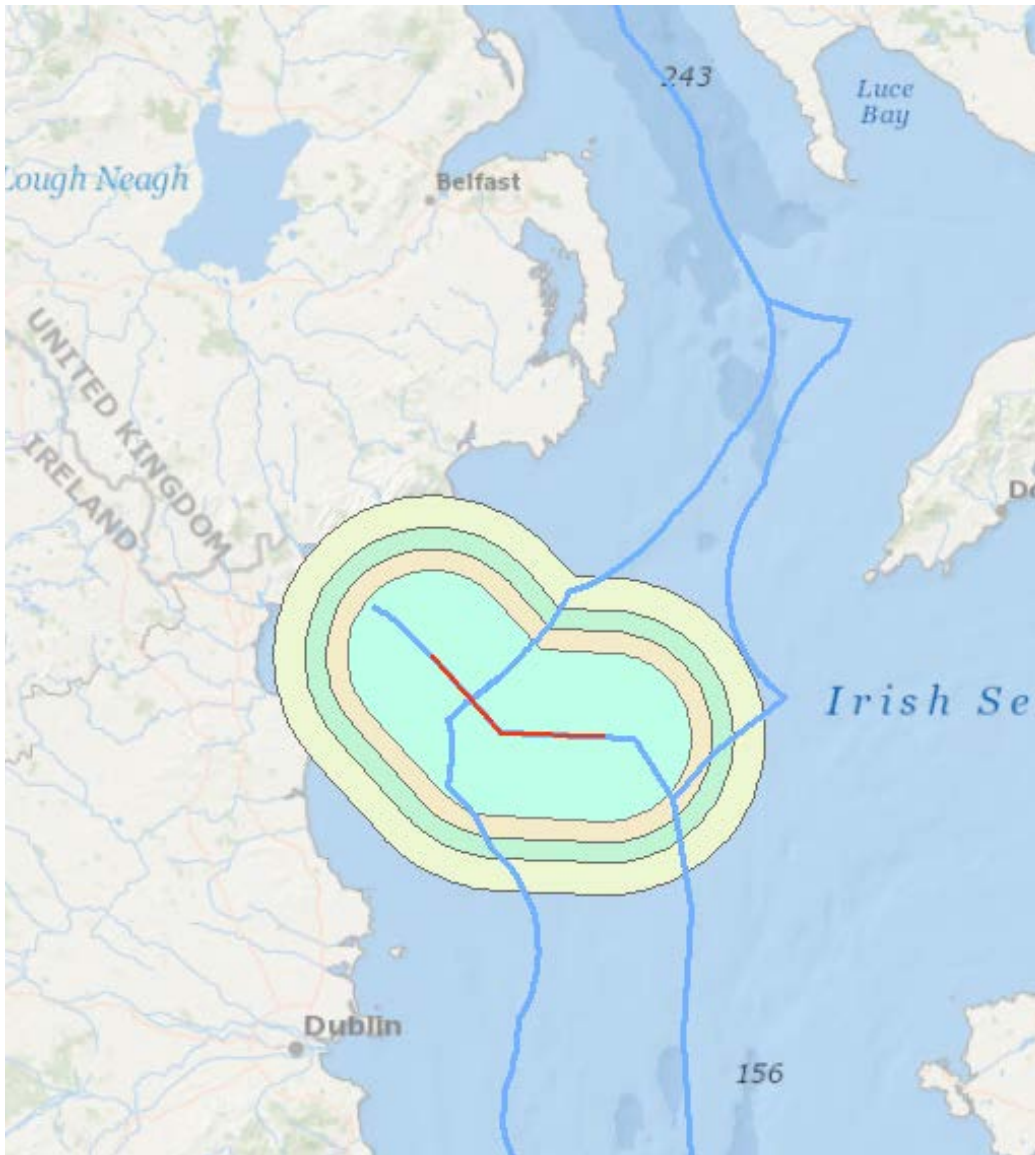 243
Luce
Bay
Lough Neagh
Belfast
UNITED KINGDOM
IRELAND
Irish Se
Dublin
156